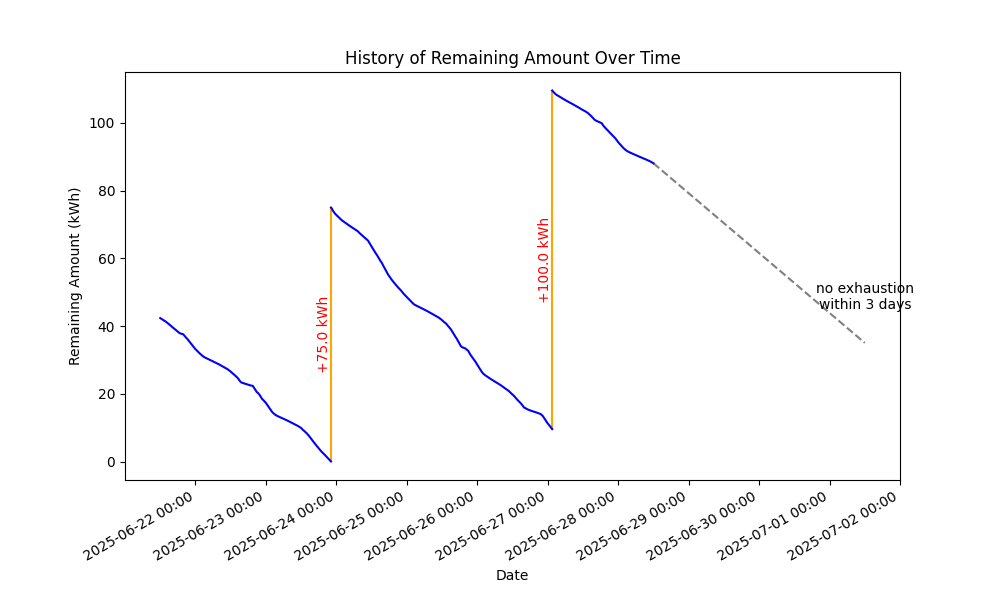 History of Remaining Amount Over Time
Remaining Amount (kWh)
100
80
60
40
20
0
+75.0 kWh
+100.0 kWh
no exhaustion
within 3 days
2025-06-22 00:00
2025-06-23 00:00
2025-06-24 00:00
2025-06-25 00:00
2025-06-26 00:00
2025-06-27 00:00
2025-06-28 00:00
2025-06-29 00:00
2025-06-30 00:00
2025-07-01 00:00
2025-07-02 00:00
Date